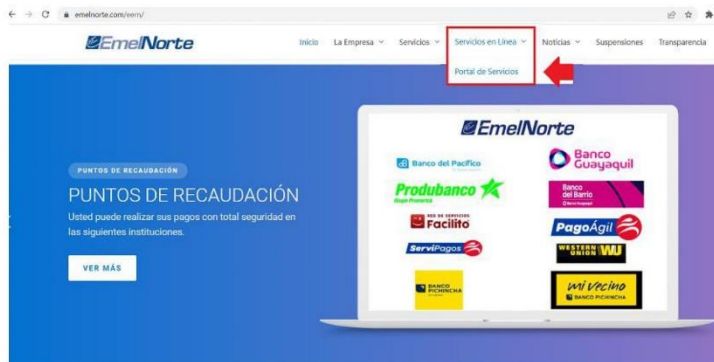 emelnorte.com/eern/
EmelNorte
Inicio La Empresa Servicios Servicios en Línea Noticias Suspensiones Transparencia
Portal de Servicios
PUNTOS DE RECAUDACIÓN
PUNTOS DE RECAUDACIÓN
Usted puede realizar sus pagos con total seguridad en
las siguientes instituciones.
VER MÁS
EmelNorte
Banco del Pacífico
Banco
Guayaquil
Produbanco
Grupo Promerica
Banco
del Barrio
RED DE SERVICIOS
Facilito
PagoÁgil
ServiPagos
WESTERN
UNION WU
BANCO
PICHINCHA
mi vecino
BANCO PICHINCHA